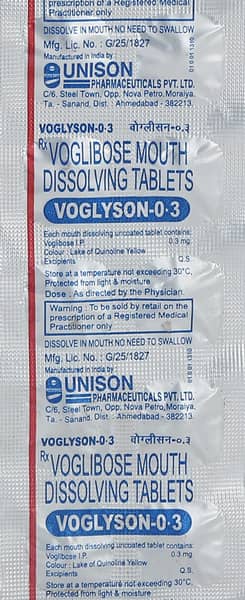 prescription of a Registered Medical
Practitioner only
DISSOLVE IN MOUTH NO NEED TO SWALLOW
Mfg. Lic. No. : G/25/1827
Manufactured in India by
UNISON
PHARMACEUTICALS PVT. LTD.
C/6, Steel Town, Opp. Nova Petro, Moraiya,
Ta. - Sanand, Dist. : Ahmedabad - 382213.
VOGLYSON-0·3 वोग्लीसन-०.३
Rx VOGLIBOSE MOUTH
DISSOLVING TABLETS
VOGLYSON-0·3
Each mouth dissolving uncoated tablet contains:
Voglibose I.P. 0.3 mg.
Colour : Lake of Quinoline Yellow
Excipients Q.S.
Store at a temperature not exceeding 30°C.
Protected from light & moisture
Dose : As directed by the Physician.
Warning : To be sold by retail on the
prescription of a Registered Medical
Practitioner only
DISSOLVE IN MOUTH NO NEED TO SWALLOW
Mfg. Lic. No. : G/25/1827
Manufactured in India by
UNISON
PHARMACEUTICALS PVT. LTD.
C/6, Steel Town, Opp. Nova Petro, Moraiya,
Ta. - Sanand, Dist. : Ahmedabad - 382213.
VOGLYSON-0·3 वोग्लीसन-०.३
Rx VOGLIBOSE MOUTH
DISSOLVING TABLETS
VOGLYSON-0·3
Each mouth dissolving uncoated tablet contains:
Voglibose I.P. 0.3 mg
Colour : Lake of Quinoline Yellow
Excipients Q.S.
Store at a temperature not exceeding 30°C.
Protected from light & moisture